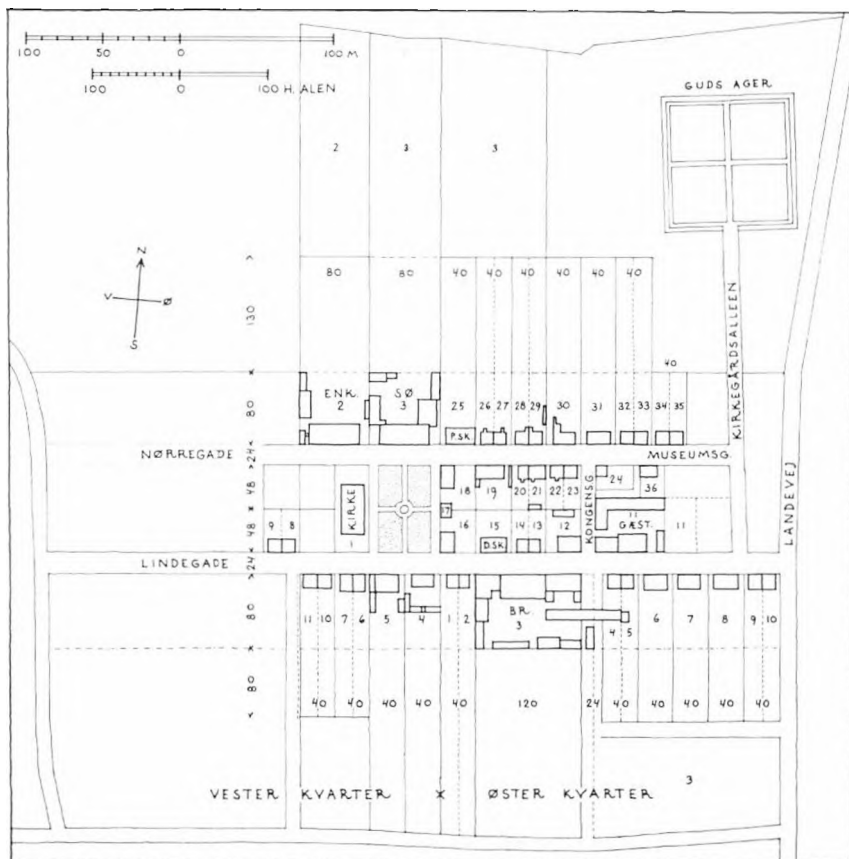 100 50 0 100 M
100 0 100 H. ALEN
GUDS AGER
2 3 3
N
V Ø
S
80 80 40 40 40 40 40 40
130
KIRKEGÅRDSALLEEN
40
ENK. SØ
2 3 25 26 27 28 29 30 31 32 33 34 35
80
P.SK.
NØRREGADE 24 MUSEUMSG.
48 KIRKE 18 19 20 21 22 23 KONGENSG. 24 36
17
48 9 8 1 16 15 14 13 12 11 GÆST. 11
D.SK.
LINDEGADE 24
LANDEVEJ
80 11 10 7 6 5 4 1 2 BR. 3 4 5 6 7 8 9 10
80 40 40 40 40 40 120 24 40 40 40 40 40
3
VESTER KVARTER ØSTER KVARTER